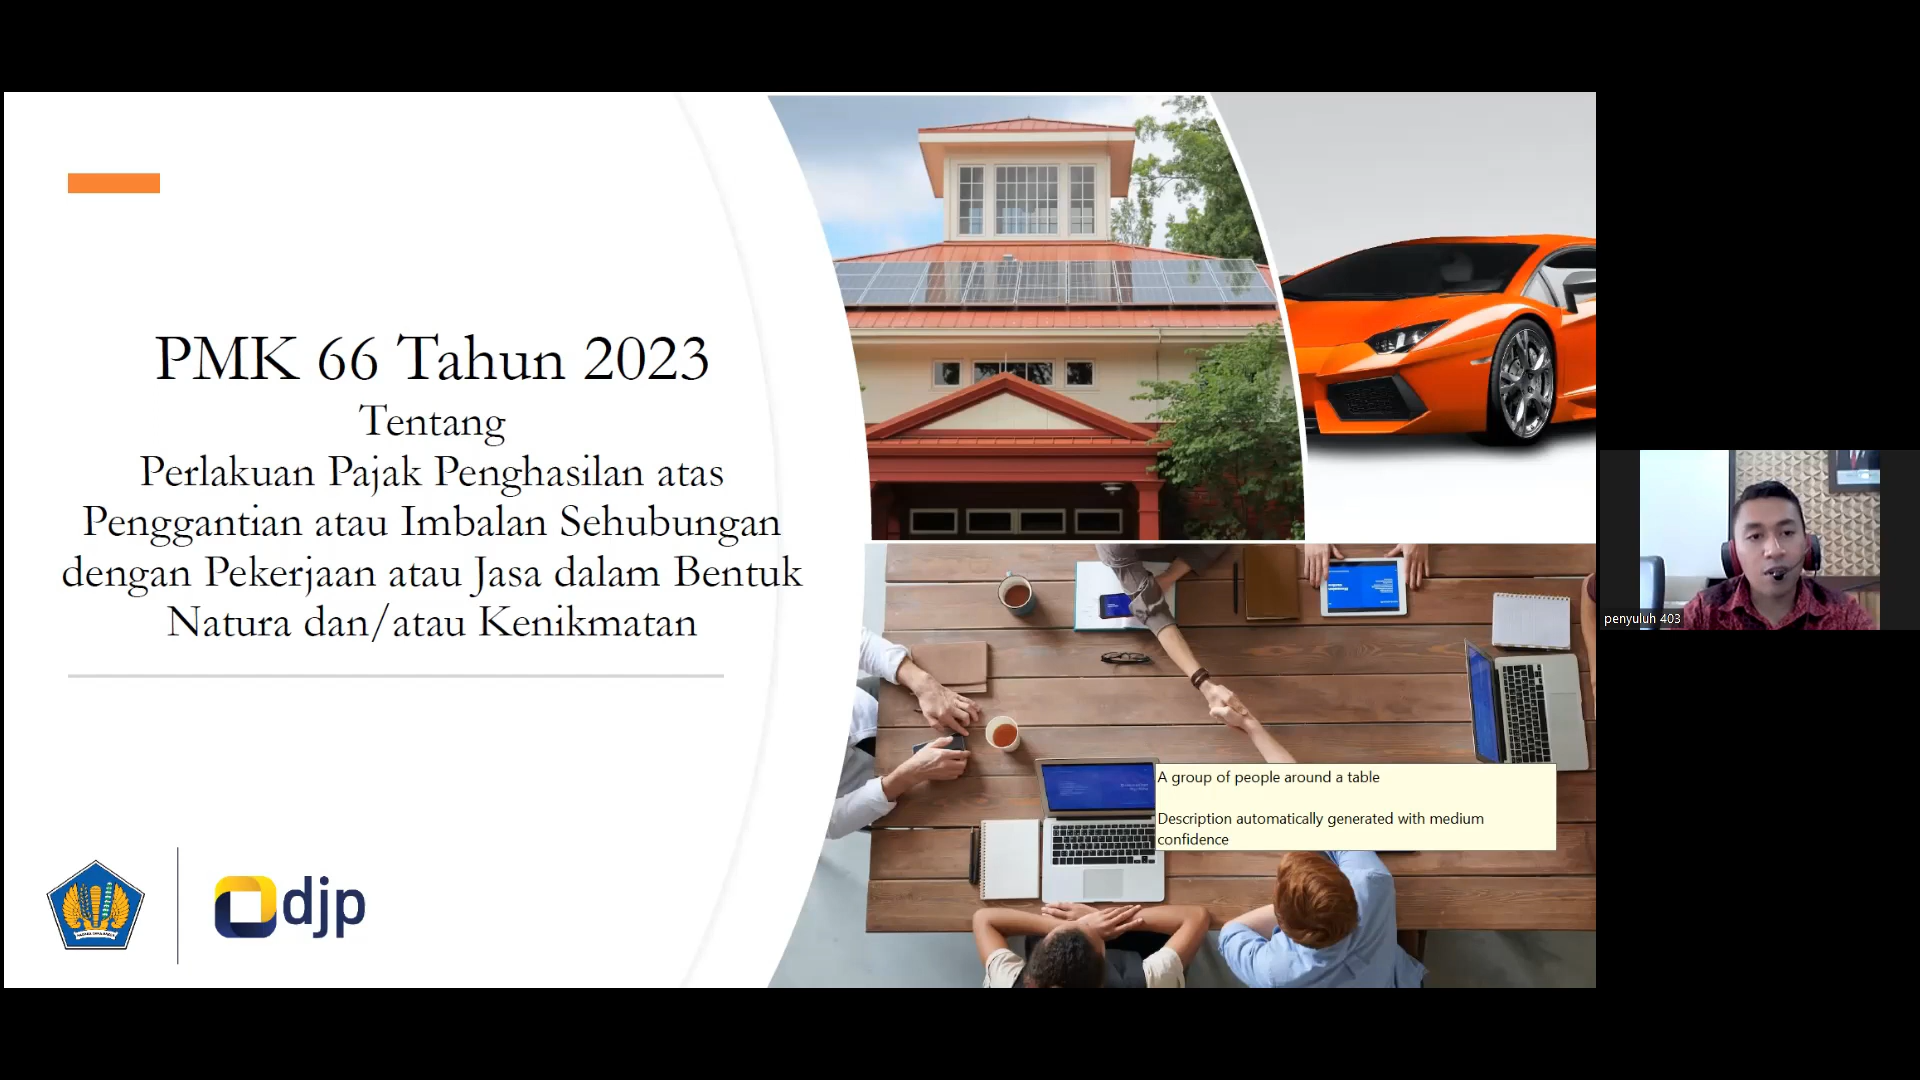 PMK 66 Tahun 2023
Tentang
Perlakuan Pajak Penghasilan atas
Penggantian atau Imbalan Sehubungan
dengan Pekerjaan atau Jasa dalam Bentuk
Natura dan/atau Kenikmatan
djp
A group of people around a table
Description automatically generated with medium
confidence
penyuluh 403